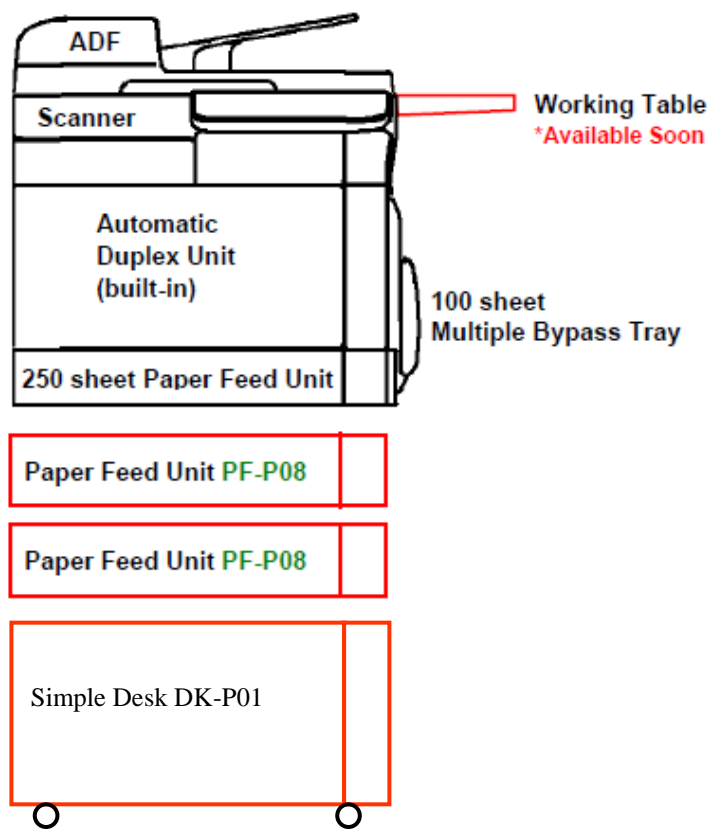 ADF
Scanner
Working Table
*Available Soon
Automatic
Duplex Unit
(built-in)
100 sheet
Multiple Bypass Tray
250 sheet Paper Feed Unit
Paper Feed Unit PF-P08
Paper Feed Unit PF-P08
Simple Desk DK-P01